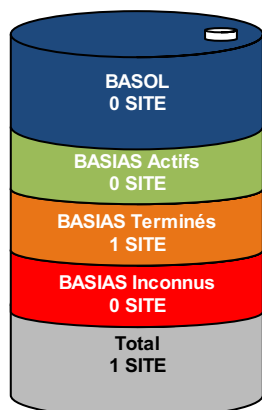 BASOL
0 SITE
BASIAS Actifs
0 SITE
BASIAS Terminés
1 SITE
BASIAS Inconnus
0 SITE
Total
1 SITE